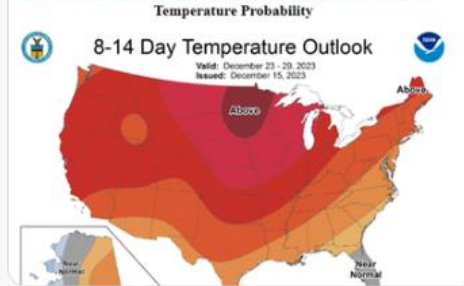 Temperature Probability
8-14 Day Temperature Outlook
Valid: December 23 - 29, 2023
Issued: December 15, 2023
Above
Above
Near
Normal
Near
Normal